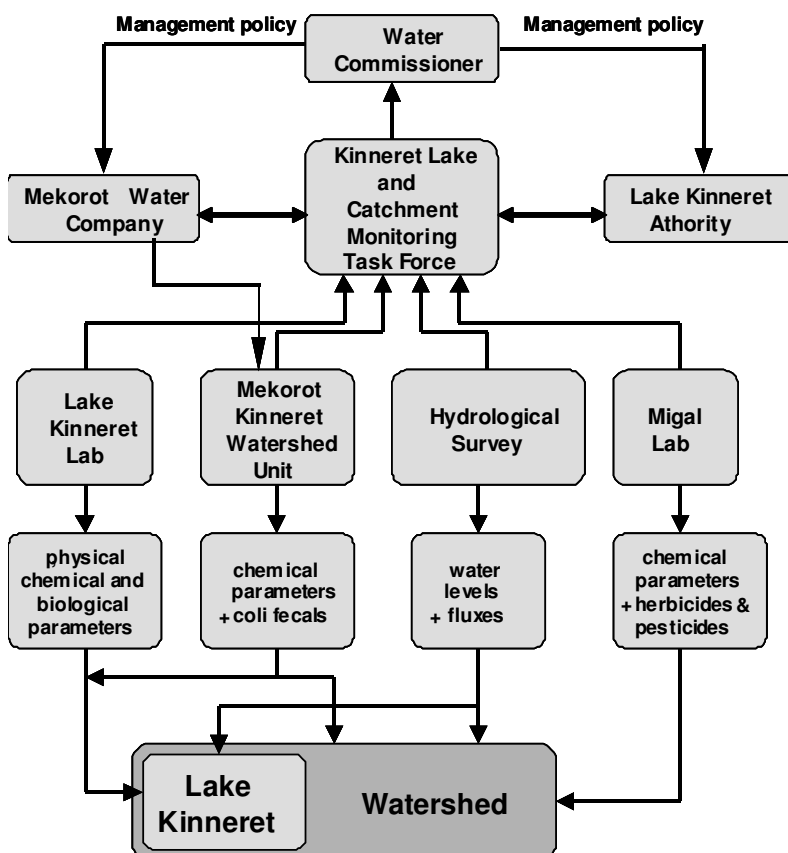 Management policy
Water
Commissioner
Management policy
Kinneret Lake
and
Catchment
Monitoring
Task Force
Mekorot Water
Company
Lake Kinneret
Athority
Lake
Kinneret
Lab
Mekorot
Kinneret
Watershed
Unit
Hydrological
Survey
Migal
Lab
physical
chemical and
biological
parameters
chemical
parameters
+ coli fecals
water
levels
+ fluxes
chemical
parameters
+ herbicides &
pesticides
Lake
Kinneret
Watershed